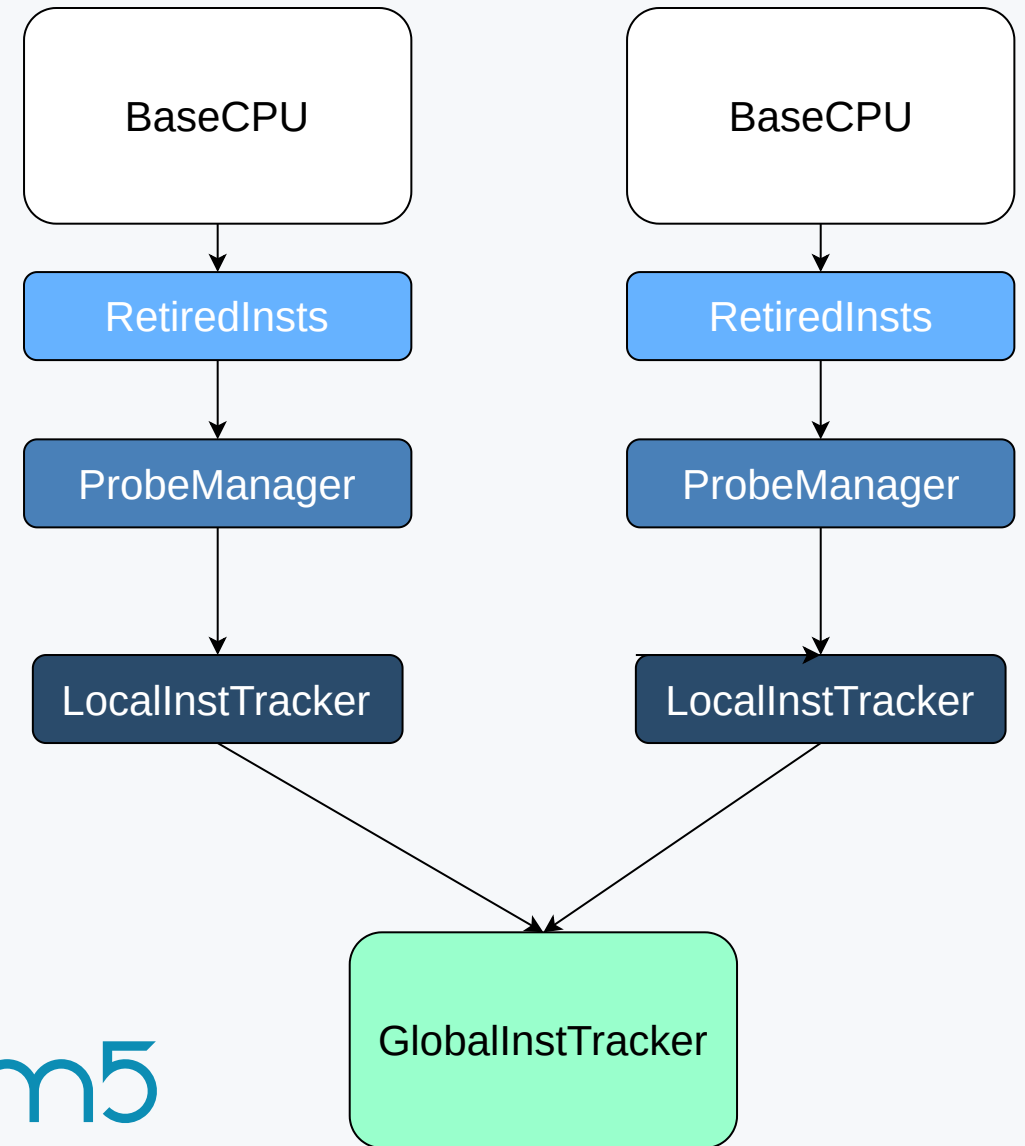 BaseCPU
BaseCPU
RetiredInsts
RetiredInsts
ProbeManager
ProbeManager
LocalInstTracker
LocalInstTracker
GlobalInstTracker
m5